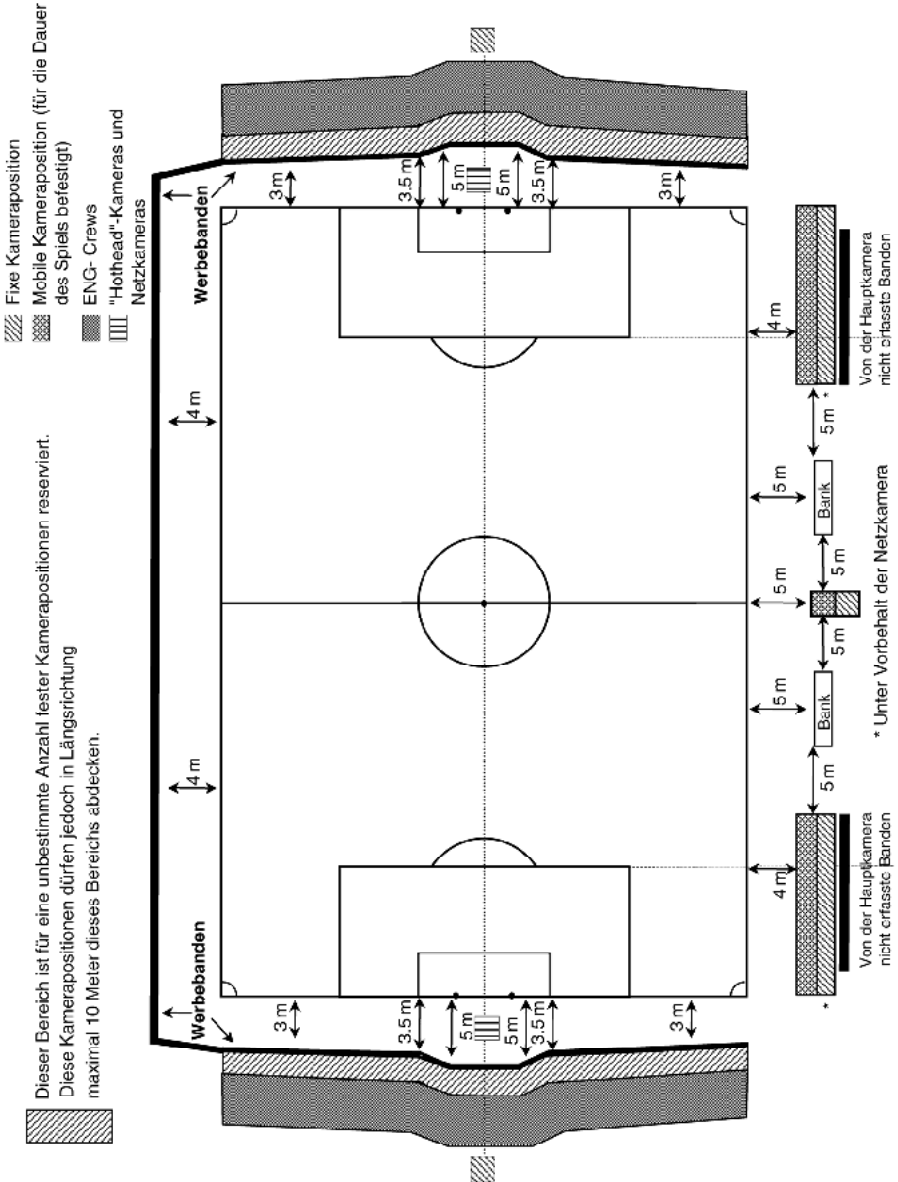 Dieser Bereich ist für eine unbestimmte Anzahl fester Kamerapositionen reserviert.
Diese Kamerapositionen dürfen jedoch in Längsrichtung
maximal 10 Meter dieses Bereichs abdecken.
Fixe Kameraposition
Mobile Kameraposition (für die Dauer
des Spiels befestigt)
ENG- Crews
"Hothead"-Kameras und
Netzkameras
Werbebanden
Werbebanden
4 m
4 m
3 m
3 m
3.5 m
3.5 m
5 m
5 m
5 m
5 m
3.5 m
3.5 m
3 m
3 m
4 m
5 m
5 m
5 m
4 m
5 m
Bank
5 m
5 m
Bank
5 m
*
*
Von der Hauptkamera
nicht erfasste Banden
* Unter Vorbehalt der Netzkamera
Von der Hauptkamera
nicht erfasste Banden